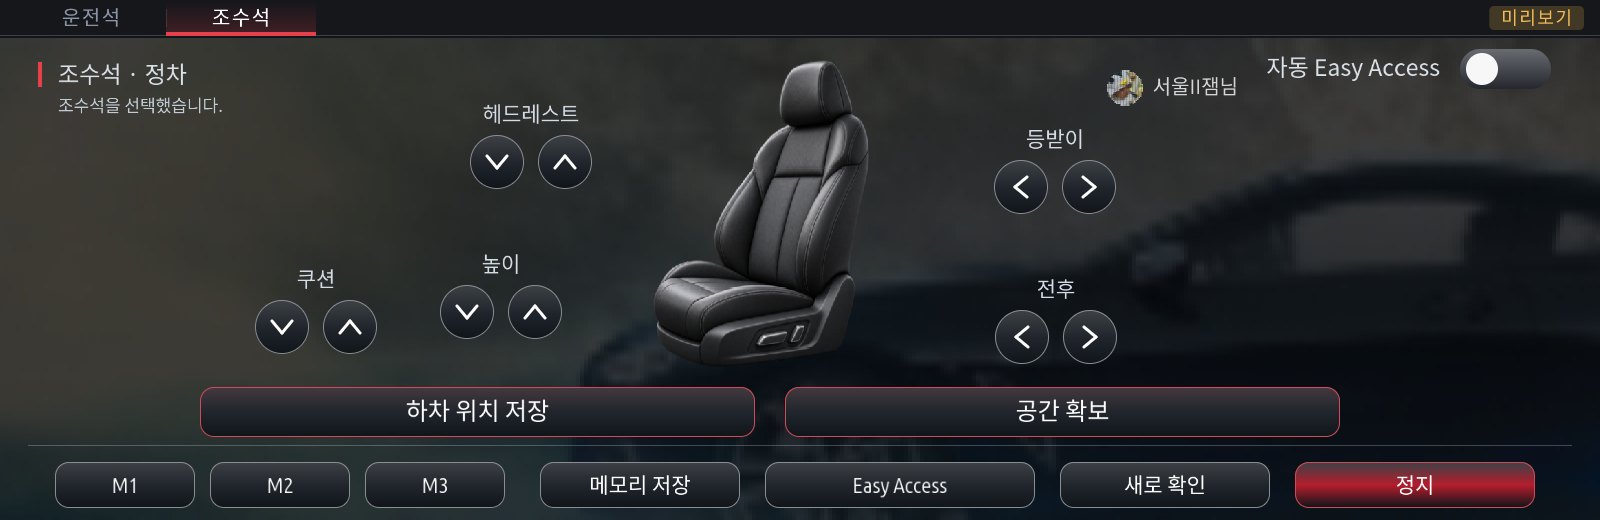 운전석
조수석
미리보기
조수석 · 정차
조수석을 선택했습니다.
서울II잼님
자동 Easy Access
헤드레스트
등받이
쿠션
높이
전후
하차 위치 저장
공간 확보
M1
M2
M3
메모리 저장
Easy Access
새로 확인
정지